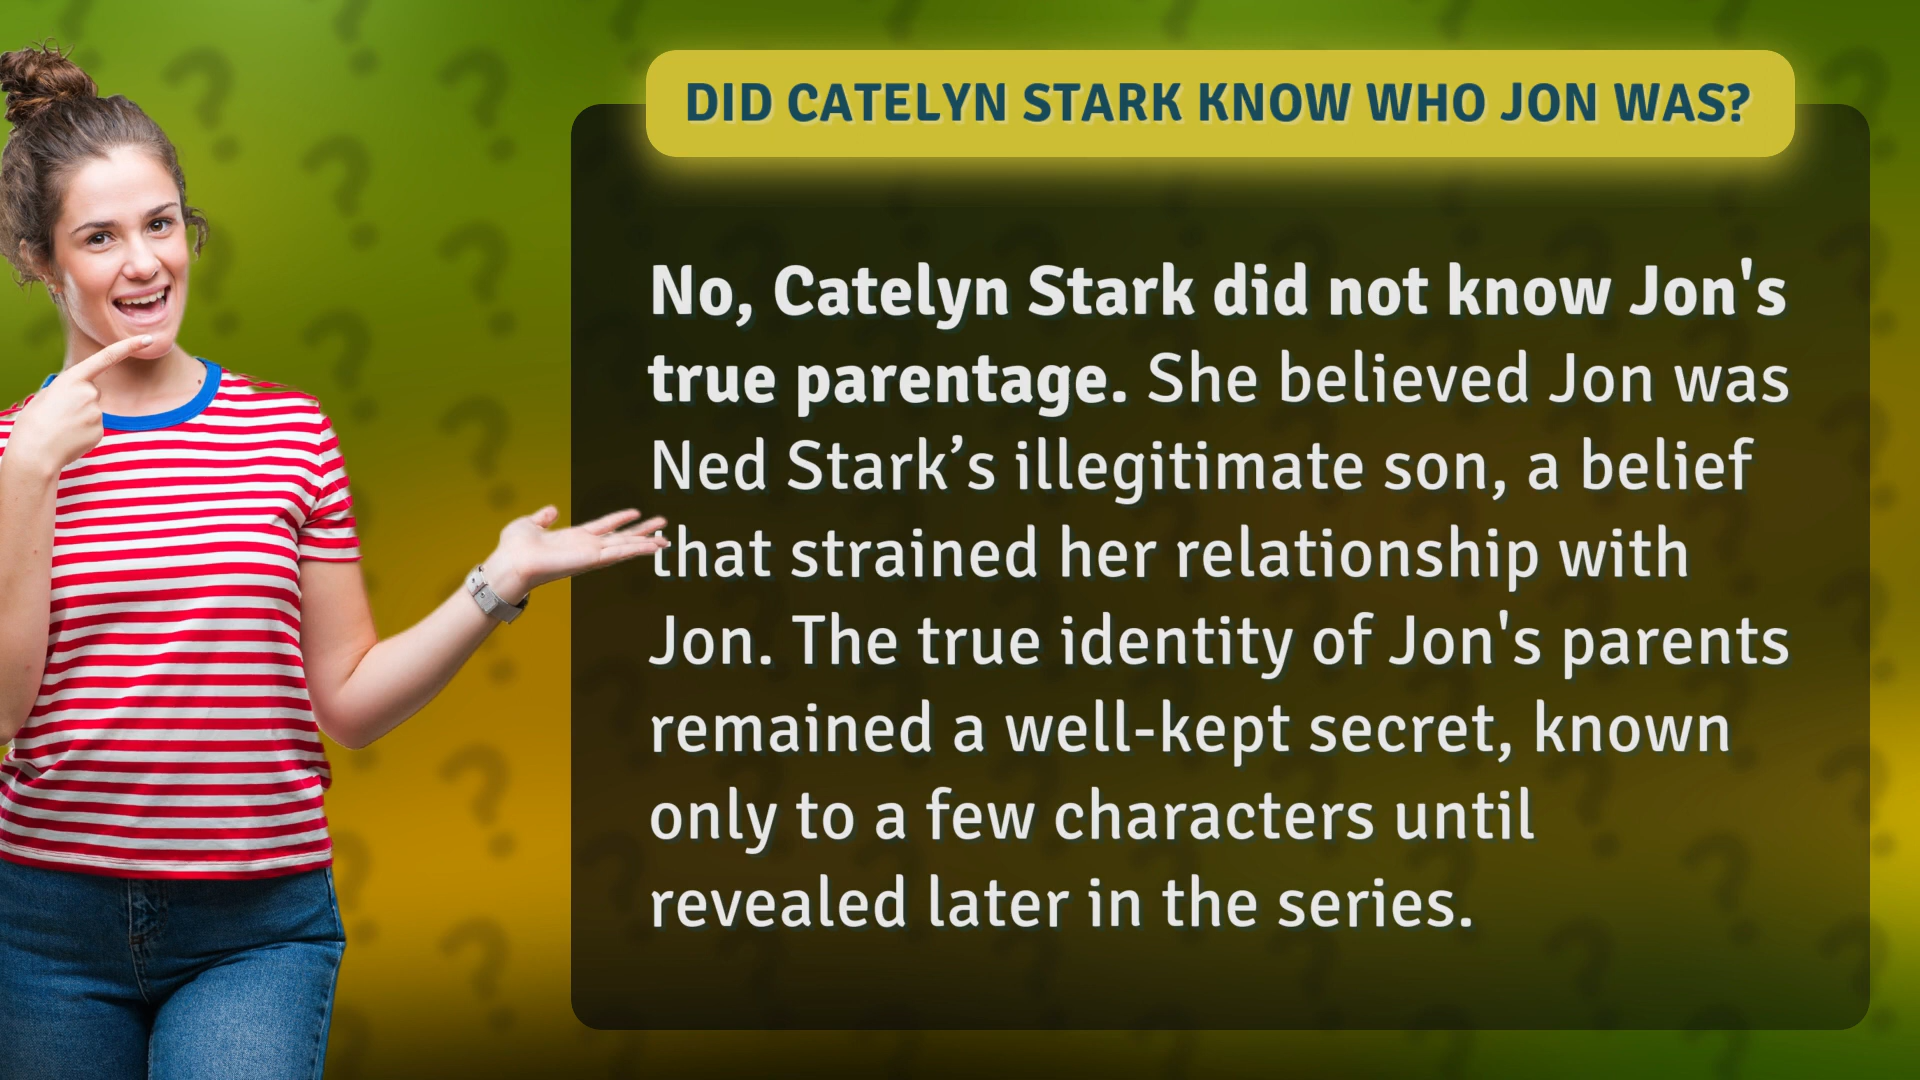 DID CATELYN STARK KNOW WHO JON WAS?
No, Catelyn Stark did not know Jon's
true parentage. She believed Jon was
Ned Stark’s illegitimate son, a belief
that strained her relationship with
Jon. The true identity of Jon's parents
remained a well-kept secret, known
only to a few characters until
revealed later in the series.